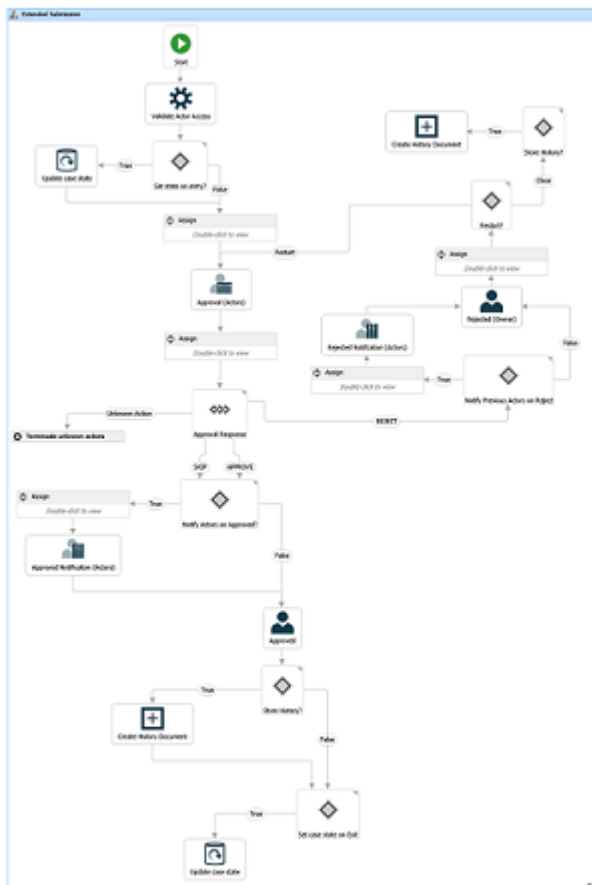 Extended Submission
Start
Validate Actor Access
Set state on entry?
True
Update case state
False
Assign
Double-click to view
Restart
Approval (Actors)
Assign
Double-click to view
Approval Response
Unknown Action
Terminate unknown actions
SKIP
APPROVE
REJECT
Notify Actors on Approved?
True
Assign
Double-click to view
Approved Notification (Actors)
False
Approved!
Store History?
True
Create History Document
False
Set case state on Exit
True
Update case state
Notify Previous Actors on Reject
True
Assign
Double-click to view
Rejected Notification (Actors)
False
Rejected (Owner)
Assign
Double-click to view
Restart?
Store History?
True
Create History Document